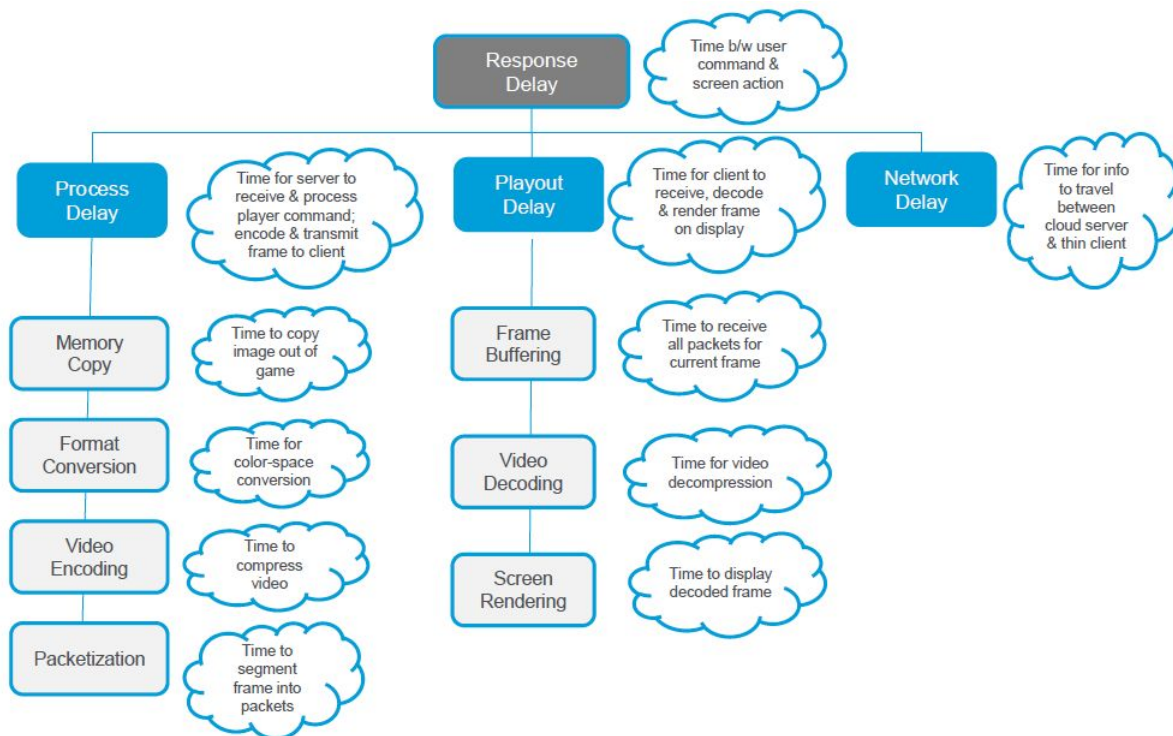 Response
Delay
Time b/w user
command &
screen action
Process
Delay
Time for server to
receive & process
player command;
encode & transmit
frame to client
Playout
Delay
Time for client to
receive, decode
& render frame
on display
Network
Delay
Time for info
to travel
between
cloud server
& thin client
Memory
Copy
Time to copy
image out of
game
Format
Conversion
Time for
color-space
conversion
Video
Encoding
Time to
compress
video
Packetization
Time to
segment
frame into
packets
Frame
Buffering
Time to receive
all packets for
current frame
Video
Decoding
Time for video
decompression
Screen
Rendering
Time to display
decoded frame